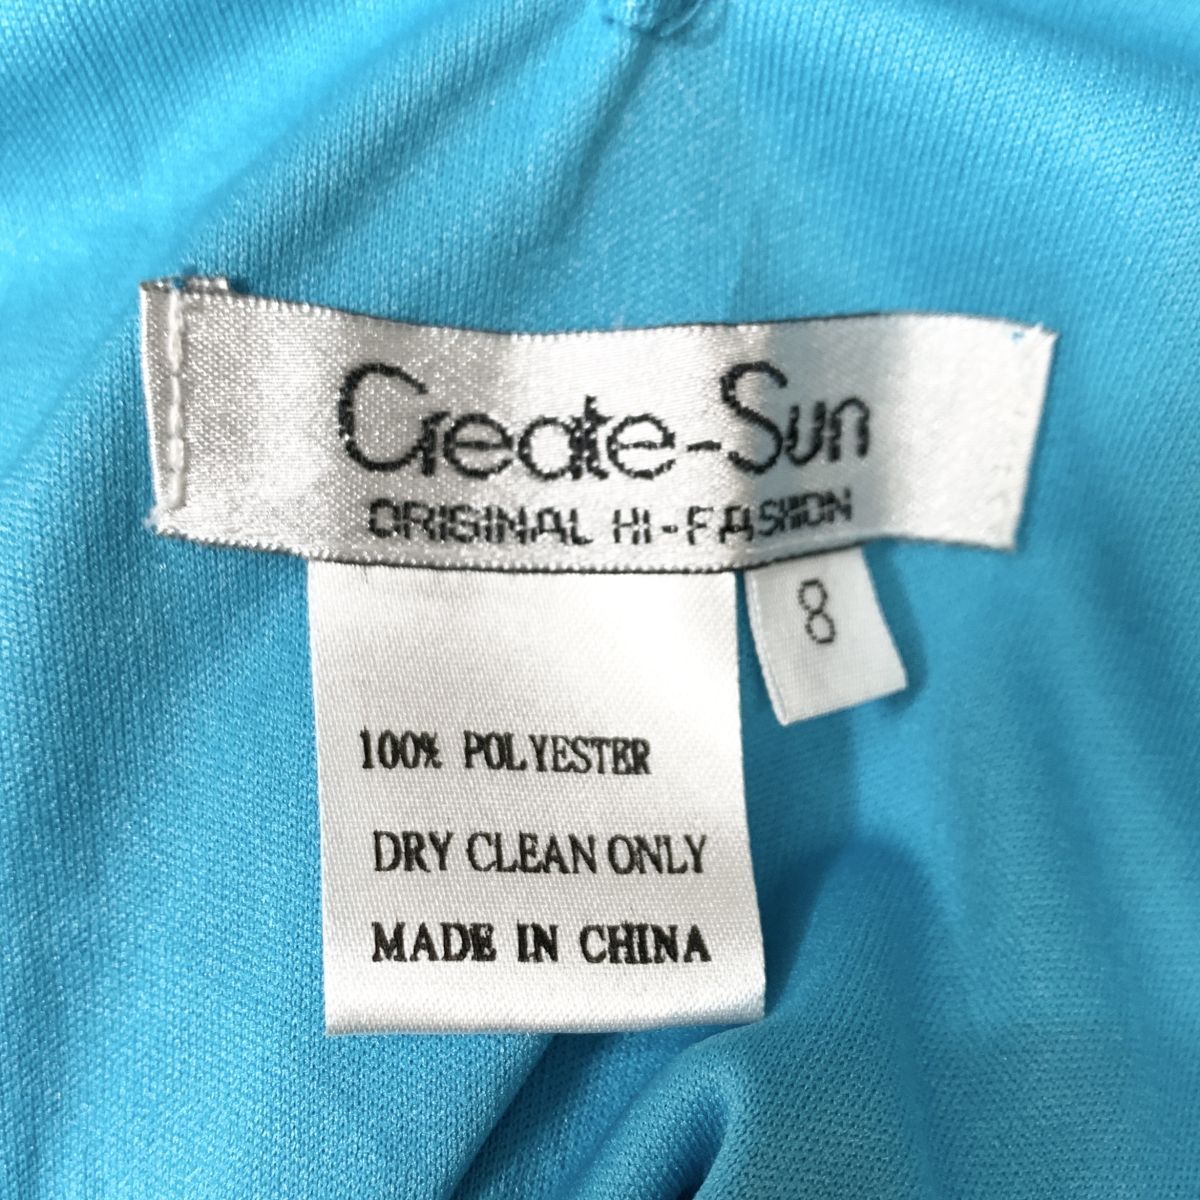 Create-Sun
ORIGINAL HI-FASHION
8
100% POLYESTER
DRY CLEAN ONLY
MADE IN CHINA